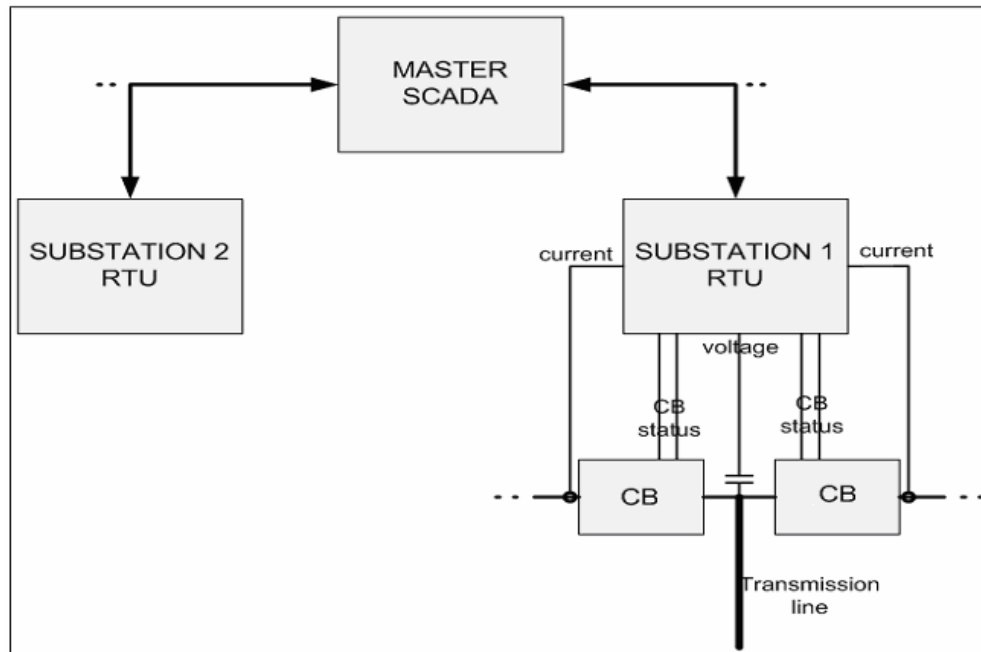 MASTER
SCADA
SUBSTATION 2
RTU
SUBSTATION 1
RTU
current
current
voltage
CB
status
CB
status
CB
CB
Transmission
line